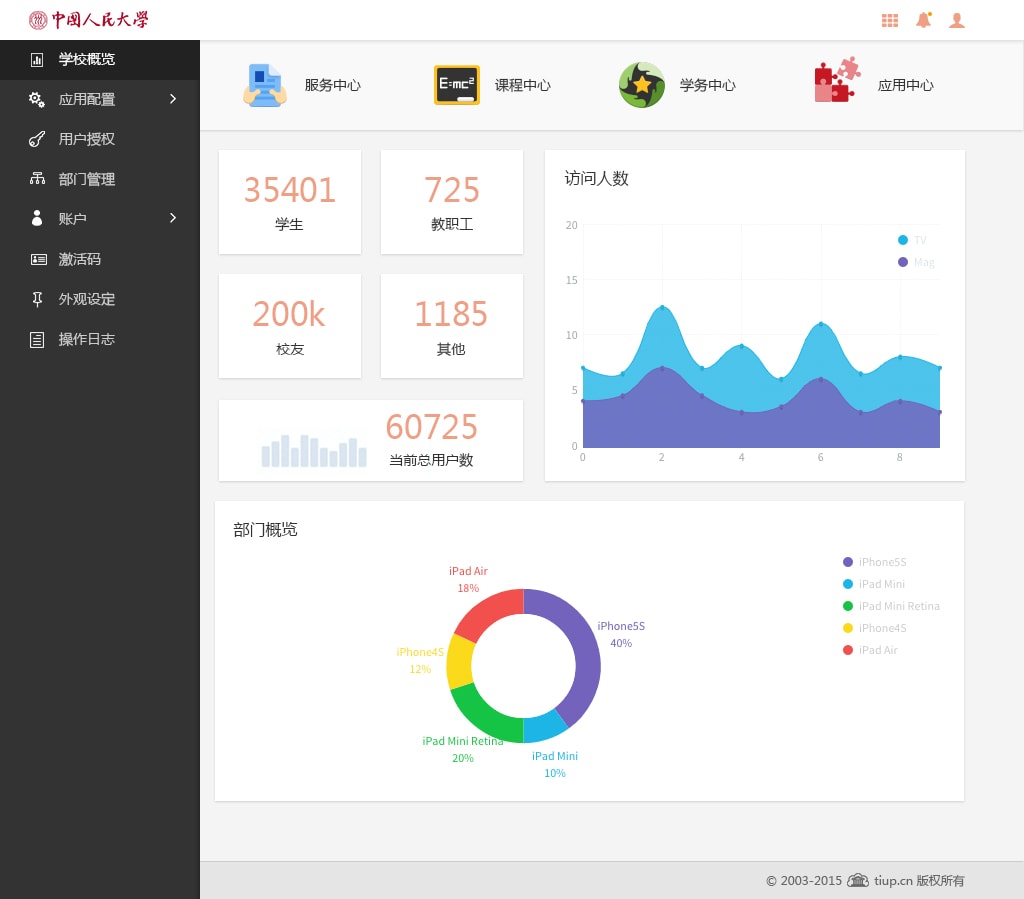 中国人民大学
学校概览
应用配置
用户授权
部门管理
账户
激活码
外观设定
操作日志
服务中心
E=mc²
课程中心
学务中心
应用中心
35401
学生
725
教职工
200k
校友
1185
其他
60725
当前总用户数
访问人数
20
15
10
5
0
0 2 4 6 8
TV
Mag
部门概览
iPad Air
18%
iPhone5S
40%
iPhone4S
12%
iPad Mini Retina
20%
iPad Mini
10%
iPhone5S
iPad Mini
iPad Mini Retina
iPhone4S
iPad Air
© 2003-2015 tiup.cn 版权所有